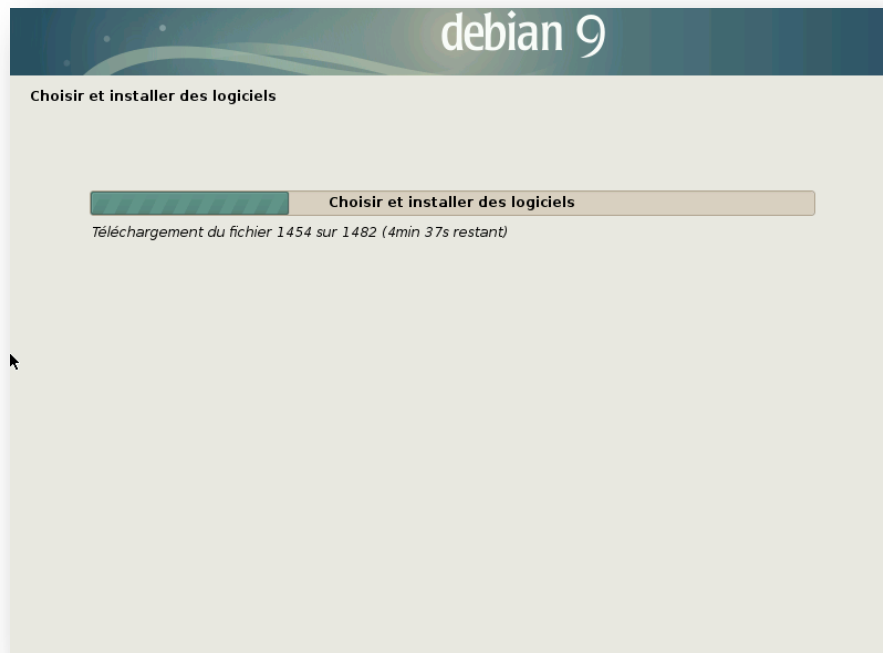 debian 9
Choisir et installer des logiciels
Choisir et installer des logiciels
Téléchargement du fichier 1454 sur 1482 (4min 37s restant)